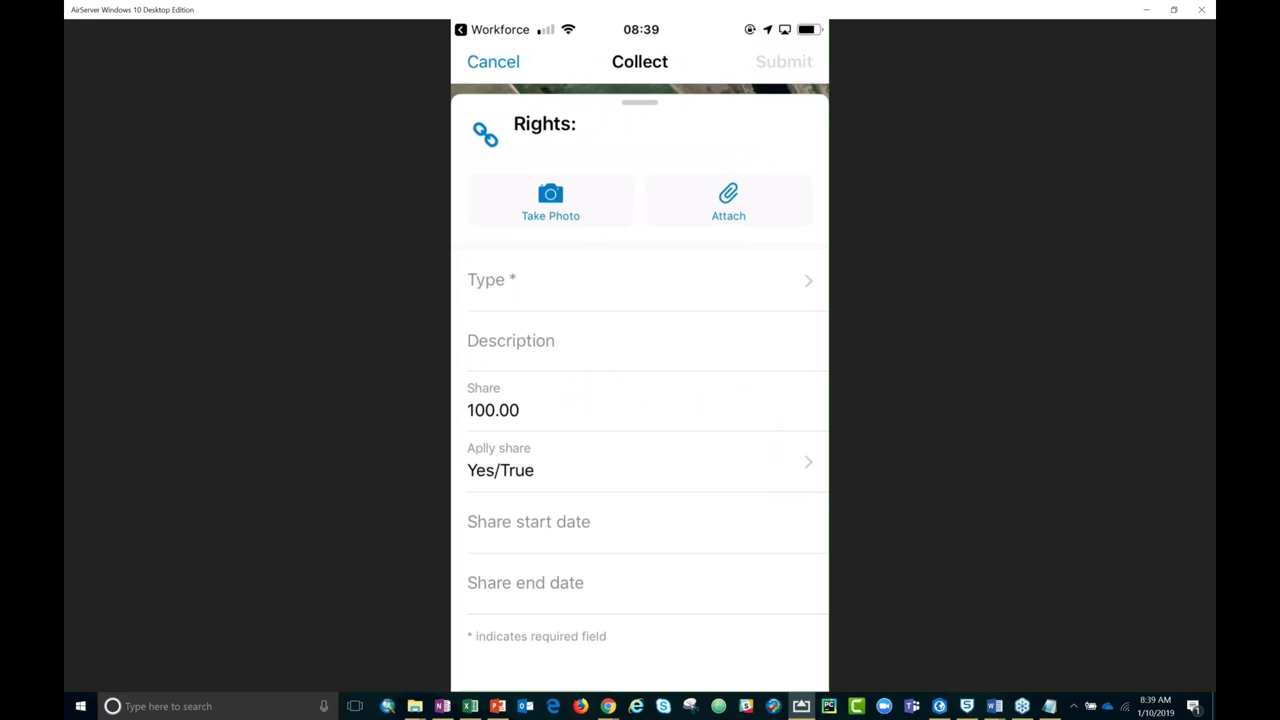 AirServer Windows 10 Desktop Edition
Workforce 08:39
Cancel Collect Submit
Rights:
Take Photo Attach
Type *
Description
Share
100.00
Aplly share
Yes/True
Share start date
Share end date
* indicates required field
Type here to search
8:39 AM
1/10/2019